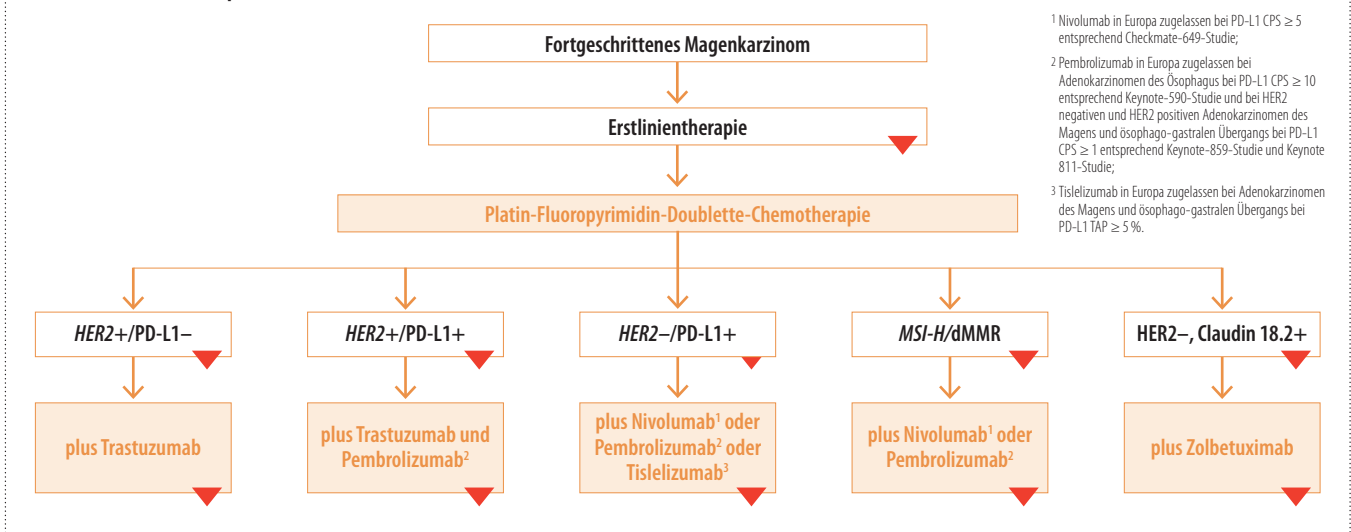 Fortgeschrittenes Magenkarzinom
Erstlinientherapie
Platin-Fluoropyrimidin-Doublette-Chemotherapie
HER2+/PD-L1−
HER2+/PD-L1+
HER2−/PD-L1+
MSI-H/dMMR
HER2−, Claudin 18.2+
plus Trastuzumab
plus Trastuzumab und
Pembrolizumab²
plus Nivolumab¹ oder
Pembrolizumab² oder
Tislelizumab³
plus Nivolumab¹ oder
Pembrolizumab²
plus Zolbetuximab
¹ Nivolumab in Europa zugelassen bei PD-L1 CPS ≥ 5
entsprechend Checkmate-649-Studie;
² Pembrolizumab in Europa zugelassen bei
Adenokarzinomen des Ösophagus bei PD-L1 CPS ≥ 10
entsprechend Keynote-590-Studie und bei HER2
negativen und HER2 positiven Adenokarzinomen des
Magens und ösophago-gastralen Übergangs bei PD-L1
CPS ≥ 1 entsprechend Keynote-859-Studie und Keynote
811-Studie;
³ Tislelizumab in Europa zugelassen bei Adenokarzinomen
des Magens und ösophago-gastralen Übergangs bei
PD-L1 TAP ≥ 5 %.